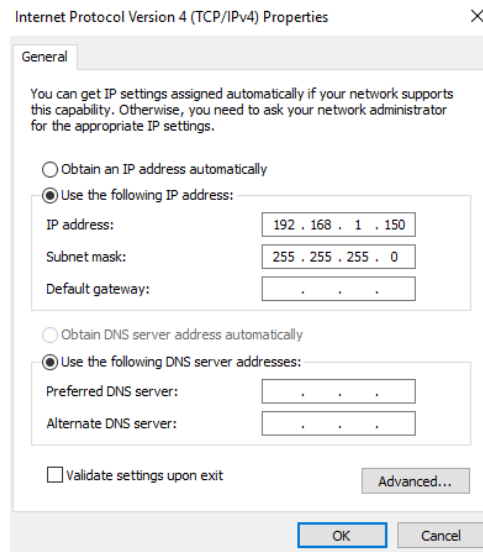 Internet Protocol Version 4 (TCP/IPv4) Properties
General
You can get IP settings assigned automatically if your network supports
this capability. Otherwise, you need to ask your network administrator
for the appropriate IP settings.
Obtain an IP address automatically
Use the following IP address:
IP address: 192 . 168 . 1 . 150
Subnet mask: 255 . 255 . 255 . 0
Default gateway: . . .
Obtain DNS server address automatically
Use the following DNS server addresses:
Preferred DNS server: . . .
Alternate DNS server: . . .
Validate settings upon exit
Advanced...
OK Cancel